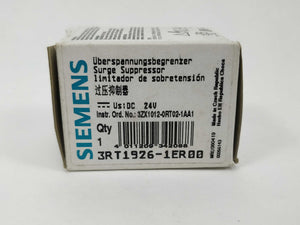 SIEMENS
Überspannungsbegrenzer
Surge Suppressor
limitador de sobretensión
过压抑制器
Us: DC 24V
Instr. Ord. No.: 3ZX1012-0RT02-1AA1
Qty
1
3RT1926-1ER00
Made in Czech Republic